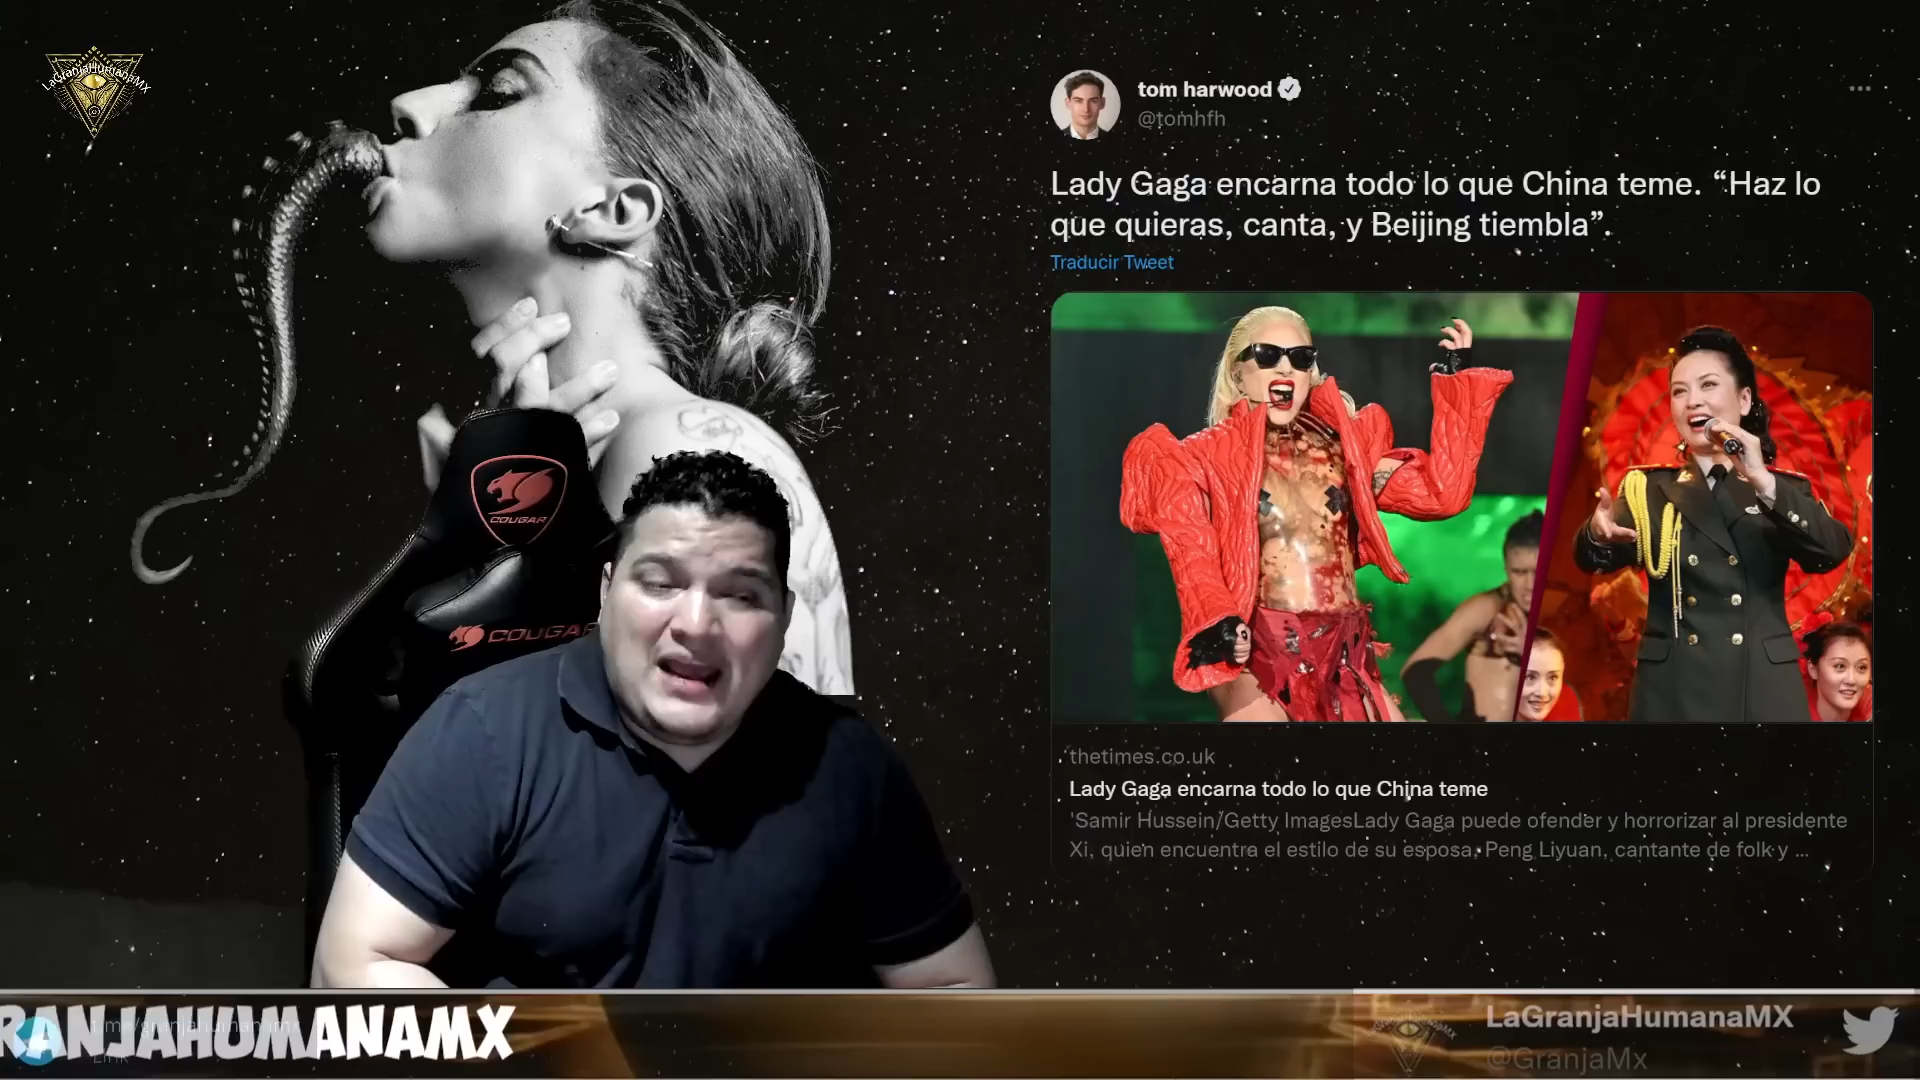 LaGranjaHumanaMX
tom harwood
@tomhfh
Lady Gaga encarna todo lo que China teme. “Haz lo
que quieras, canta, y Beijing tiembla”.
Traducir Tweet
COUGAR
COUGAR
thetimes.co.uk
Lady Gaga encarna todo lo que China teme
'Samir Hussein/Getty ImagesLady Gaga puede ofender y horrorizar al presidente
Xi, quien encuentra el estilo de su esposa, Peng Liyuan, cantante de folk y ...
RANJAHUMANAMX
LaGranjaHumanaMX
@GranjaMx